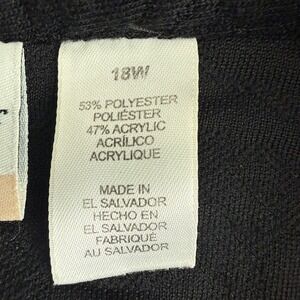 18W
53% POLYESTER
POLIÉSTER
47% ACRYLIC
ACRÍLICO
ACRYLIQUE
MADE IN
EL SALVADOR
HECHO EN
EL SALVADOR
FABRIQUÉ
AU SALVADOR